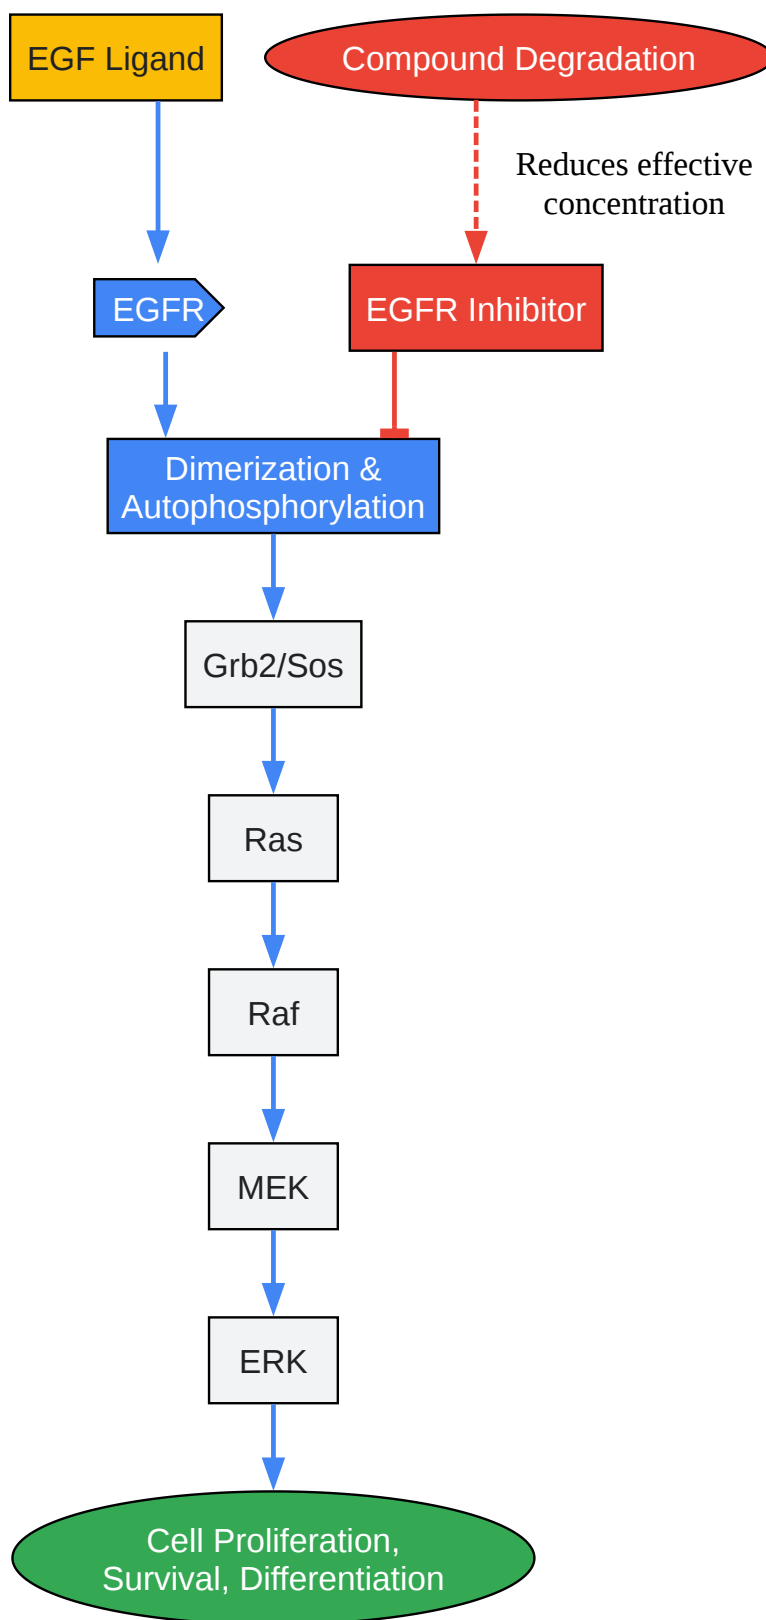 EGF Ligand
Compound Degradation
Reduces effective
concentration
EGFR
EGFR Inhibitor
Dimerization &
Autophosphorylation
Grb2/Sos
Ras
Raf
MEK
ERK
Cell Proliferation,
Survival, Differentiation